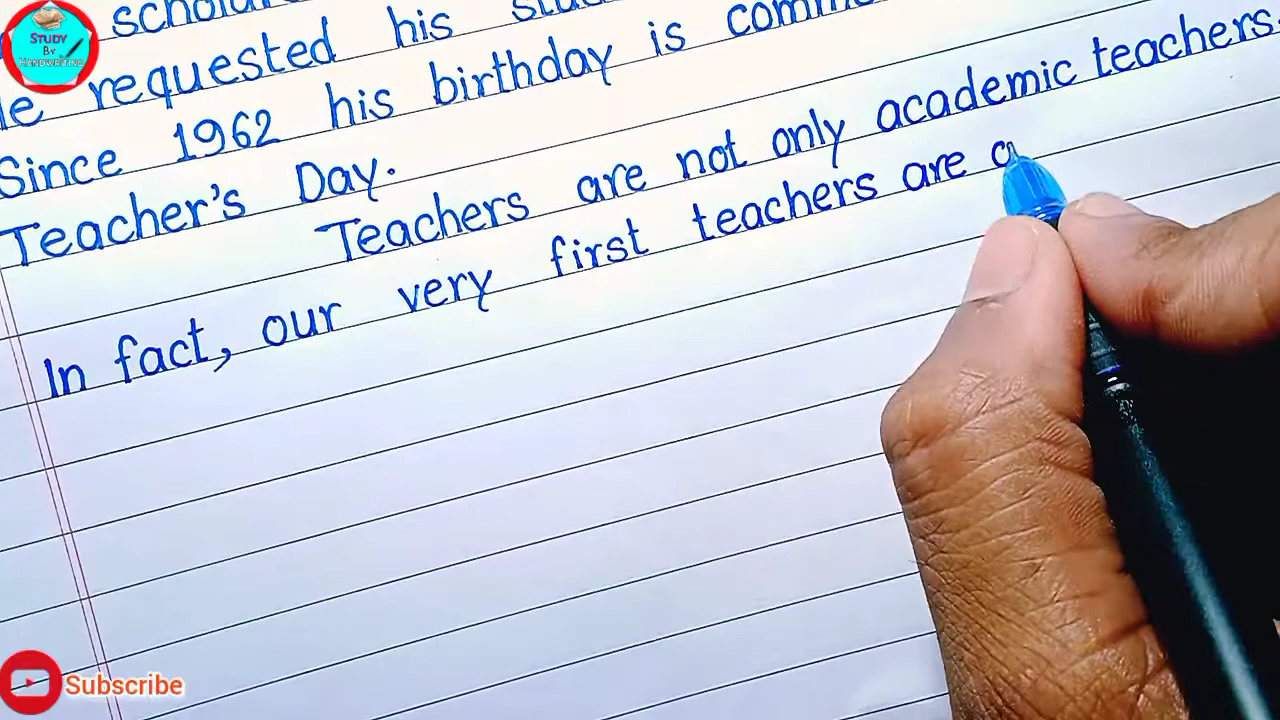 STUDY
By
HANDWRITING
requested his
Since 1962 his birthday is
Teacher's Day.
Teachers are not only academic teachers.
In fact, our very first teachers are
Subscribe